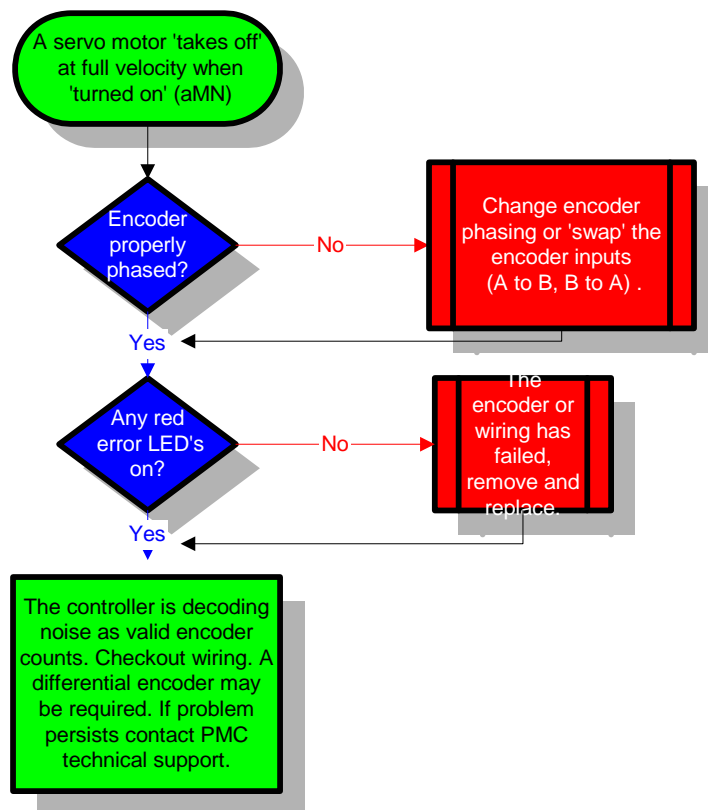 A servo motor 'takes off'
at full velocity when
'turned on' (aMN)
Encoder
properly
phased?
No
Change encoder
phasing or 'swap' the
encoder inputs
(A to B, B to A) .
Yes
Any red
error LED's
on?
No
The
encoder or
wiring has
failed,
remove and
replace.
Yes
The controller is decoding
noise as valid encoder
counts. Checkout wiring. A
differential encoder may
be required. If problem
persists contact PMC
technical support.